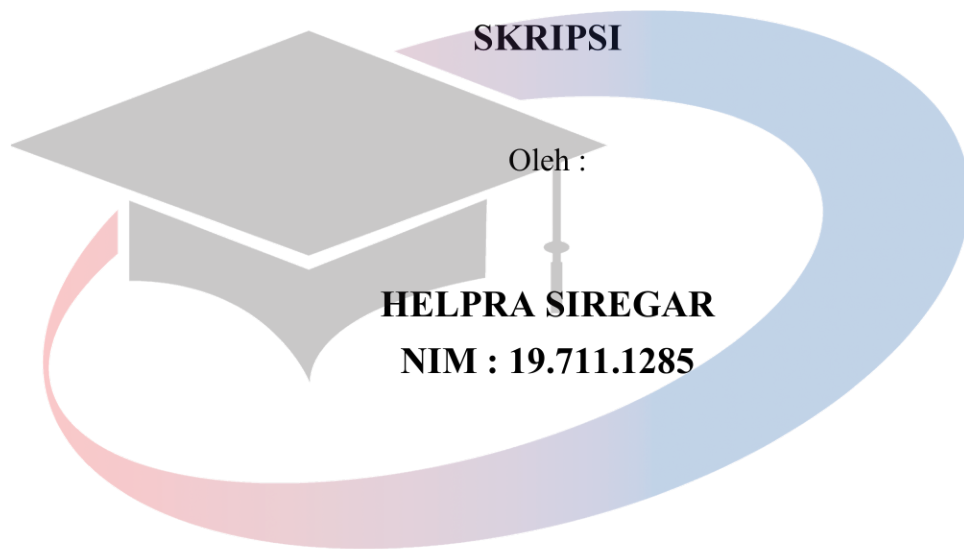 SKRIPSI
Oleh :
HELPRA SIREGAR
NIM : 19.711.1285